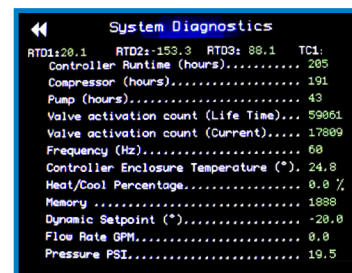 System Diagnostics
RTD1:20.1 RTD2:-153.3 RTD3: 88.1 TC1:
Controller Runtime (hours)........... 205
Compressor (hours)................... 191
Pump (hours)......................... 43
Valve activation count (Life Time)... 59061
Valve activation count (Current)..... 17809
Frequency (Hz)....................... 60
Controller Enclosure Temperature (°). 24.8
Heat/Cool Percentage................. 0.0 %
Memory .............................. 1888
Dynamic Setpoint (°)................. -20.0
Flow Rate GPM........................ 0.0
Pressure PSI......................... 19.5